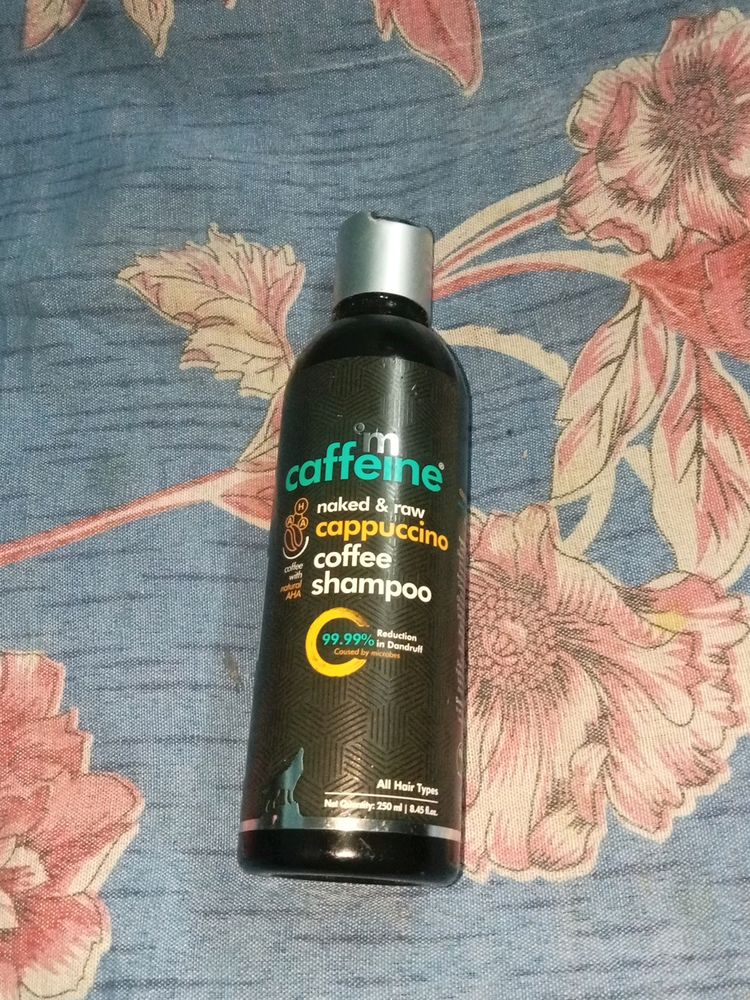 'm
caffeine®
naked & raw
cappuccino
coffee
shampoo
H
A A
coffee
with
natural
AHA
99.99% Reduction
in Dandruff
Caused by microbes
All Hair Types
Net Quantity: 250 ml | 8.45 fl.oz.